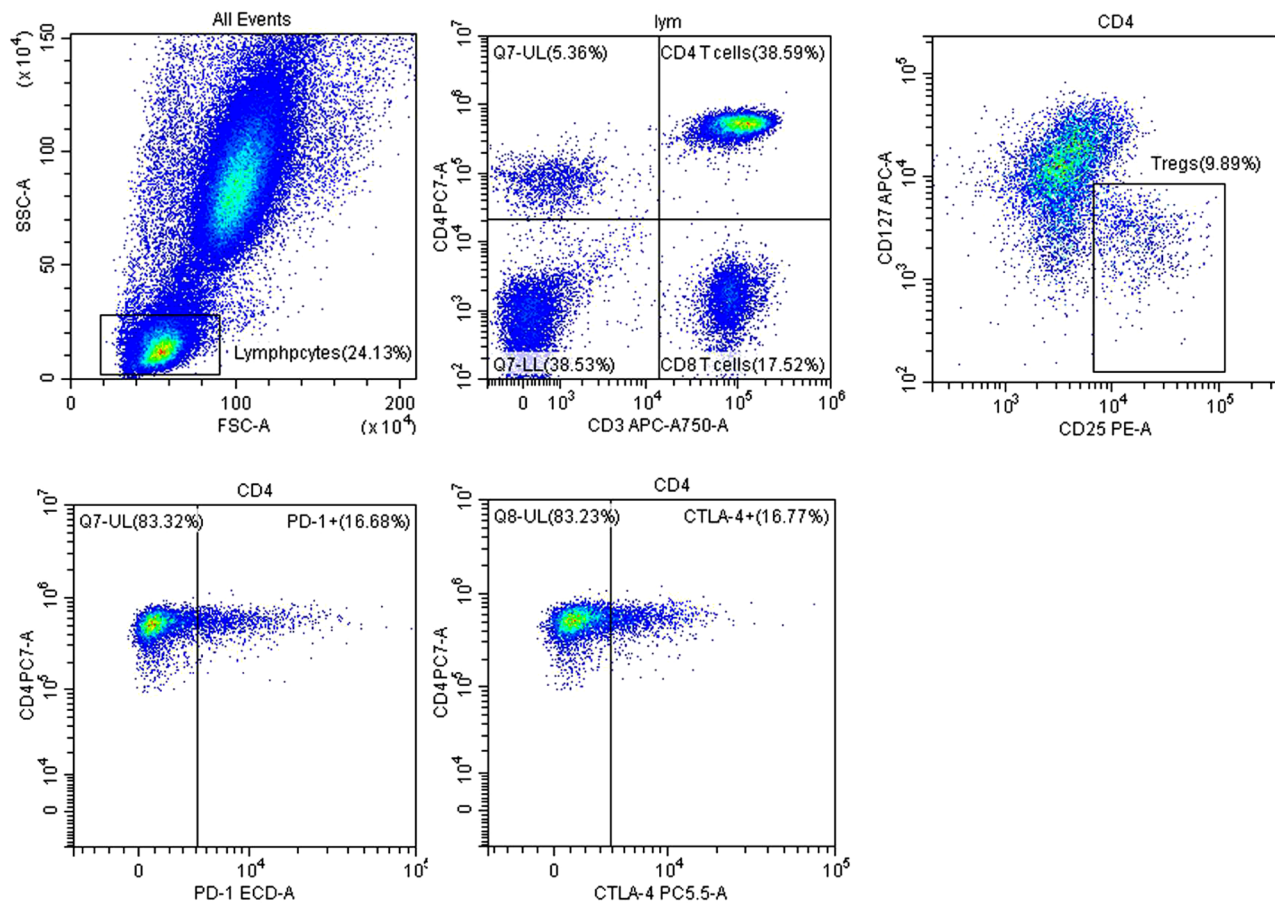 All Events
(x 10⁴)
150
100
50
0
SSC-A
Lymphpcytes(24.13%)
0
100
200
FSC-A
(x 10⁴)
lym
Q7-UL(5.36%)
CD4 T cells(38.59%)
10⁷
10⁶
10⁵
10⁴
10³
10²
CD4 PC7-A
Q7-LL(38.53%)
CD8 T cells(17.52%)
0
10³
10⁴
10⁵
10⁶
CD3 APC-A750-A
CD4
10⁵
10⁴
10³
10²
CD127 APC-A
Tregs(9.89%)
10³
10⁴
10⁵
CD25 PE-A
CD4
Q7-UL(83.32%)
PD-1+(16.68%)
10⁷
10⁶
10⁵
10⁴
0
CD4 PC7-A
0
10⁴
10⁵
PD-1 ECD-A
CD4
Q8-UL(83.23%)
CTLA-4+(16.77%)
10⁷
10⁶
10⁵
10⁴
0
CD4 PC7-A
0
10⁴
10⁵
CTLA-4 PC5.5-A